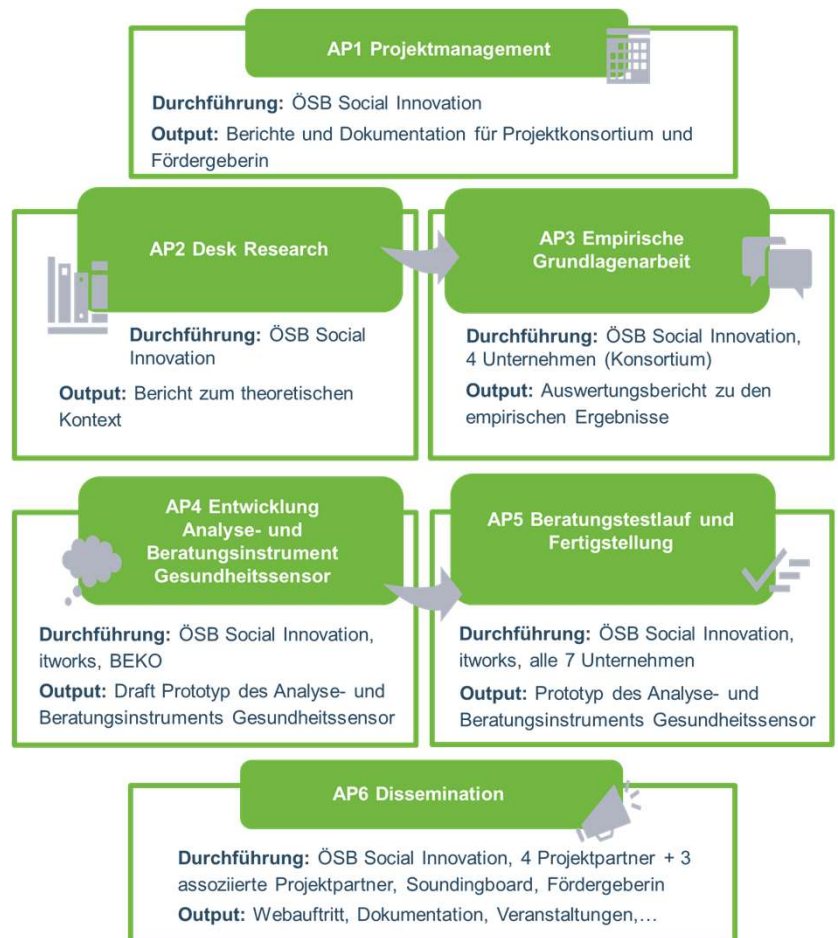 AP1 Projektmanagement
Durchführung: ÖSB Social Innovation
Output: Berichte und Dokumentation für Projektkonsortium und
Fördergeberin
AP2 Desk Research
Durchführung: ÖSB Social
Innovation
Output: Bericht zum theoretischen
Kontext
AP3 Empirische
Grundlagenarbeit
Durchführung: ÖSB Social Innovation,
4 Unternehmen (Konsortium)
Output: Auswertungsbericht zu den
empirischen Ergebnisse
AP4 Entwicklung
Analyse- und
Beratungsinstrument
Gesundheitssensor
Durchführung: ÖSB Social Innovation,
itworks, BEKO
Output: Draft Prototyp des Analyse- und
Beratungsinstruments Gesundheitssensor
AP5 Beratungstestlauf und
Fertigstellung
Durchführung: ÖSB Social Innovation,
itworks, alle 7 Unternehmen
Output: Prototyp des Analyse- und
Beratungsinstruments Gesundheitssensor
AP6 Dissemination
Durchführung: ÖSB Social Innovation, 4 Projektpartner + 3
assoziierte Projektpartner, Soundingboard, Fördergeberin
Output: Webauftritt, Dokumentation, Veranstaltungen,…